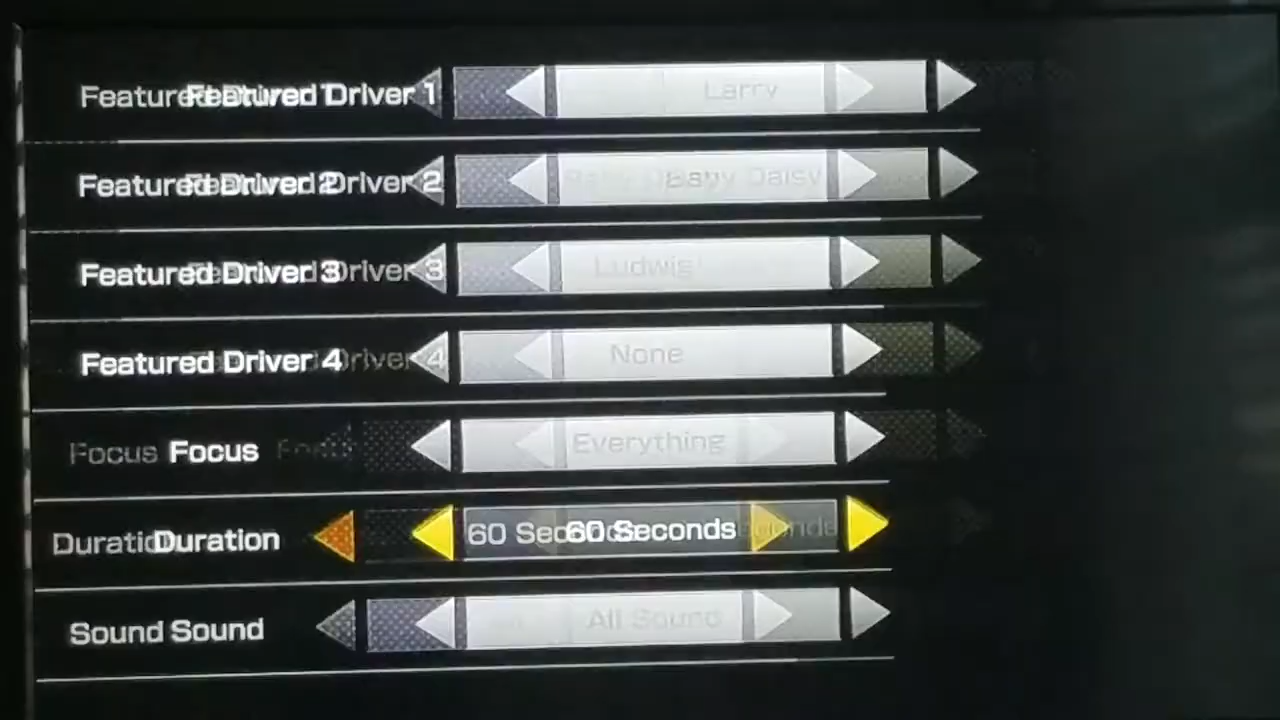 Featured Driver 1 Larry
Featured Driver 2 Baby Daisy
Featured Driver 3 Ludwig
Featured Driver 4 None
Focus Everything
Duration 60 Seconds
Sound All Sound